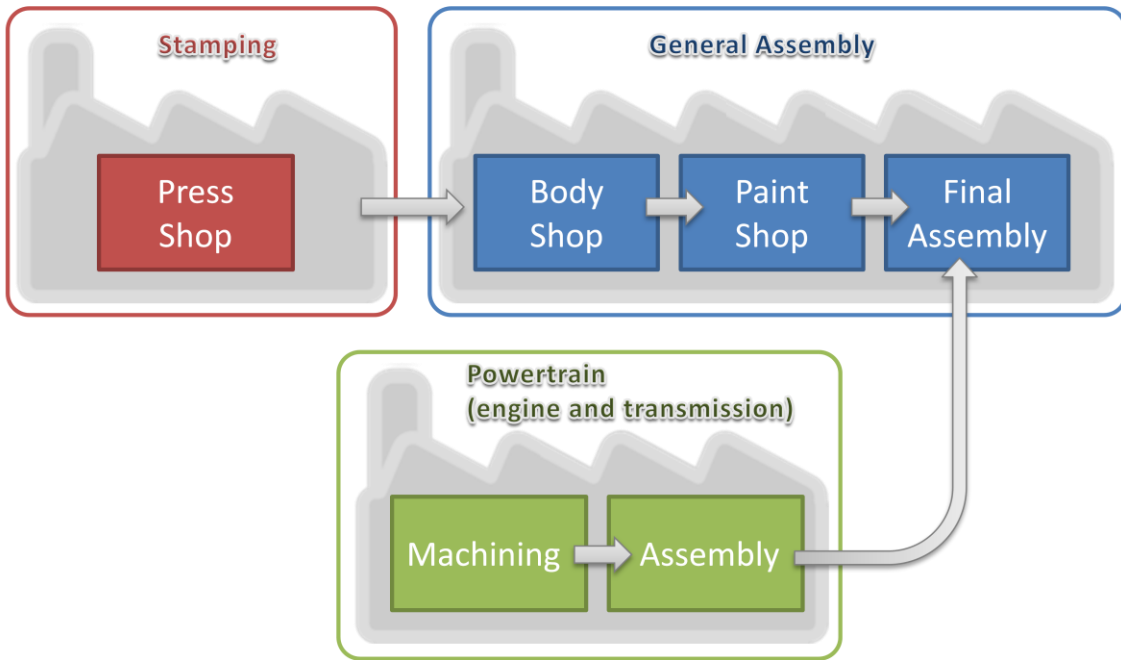 Stamping
Press
Shop
General Assembly
Body
Shop
Paint
Shop
Final
Assembly
Powertrain
(engine and transmission)
Machining
Assembly